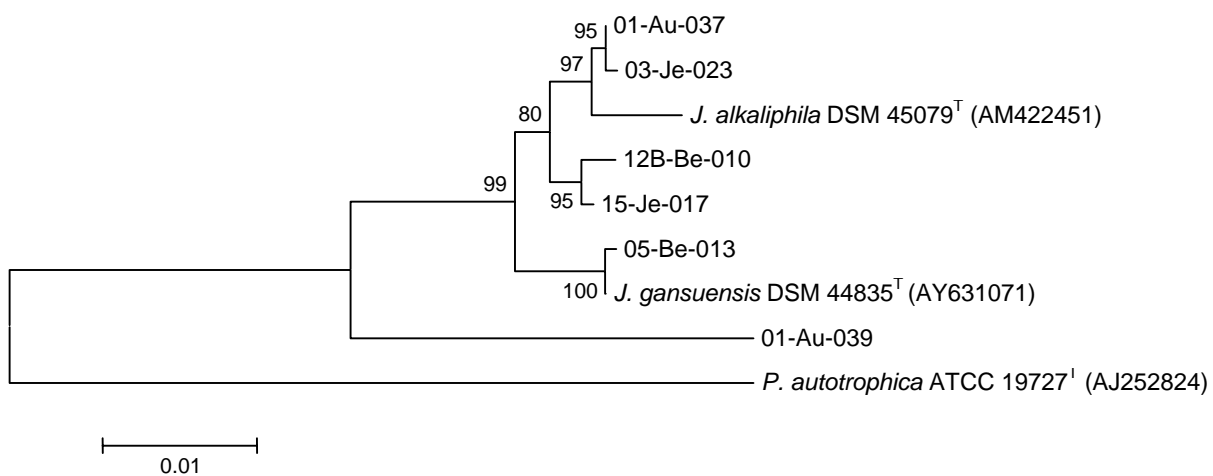 95
01-Au-037
97
03-Je-023
J. alkaliphila DSM 45079T (AM422451)
80
12B-Be-010
99
95
15-Je-017
05-Be-013
100
J. gansuensis DSM 44835T (AY631071)
01-Au-039
P. autotrophica ATCC 19727T (AJ252824)
0.01